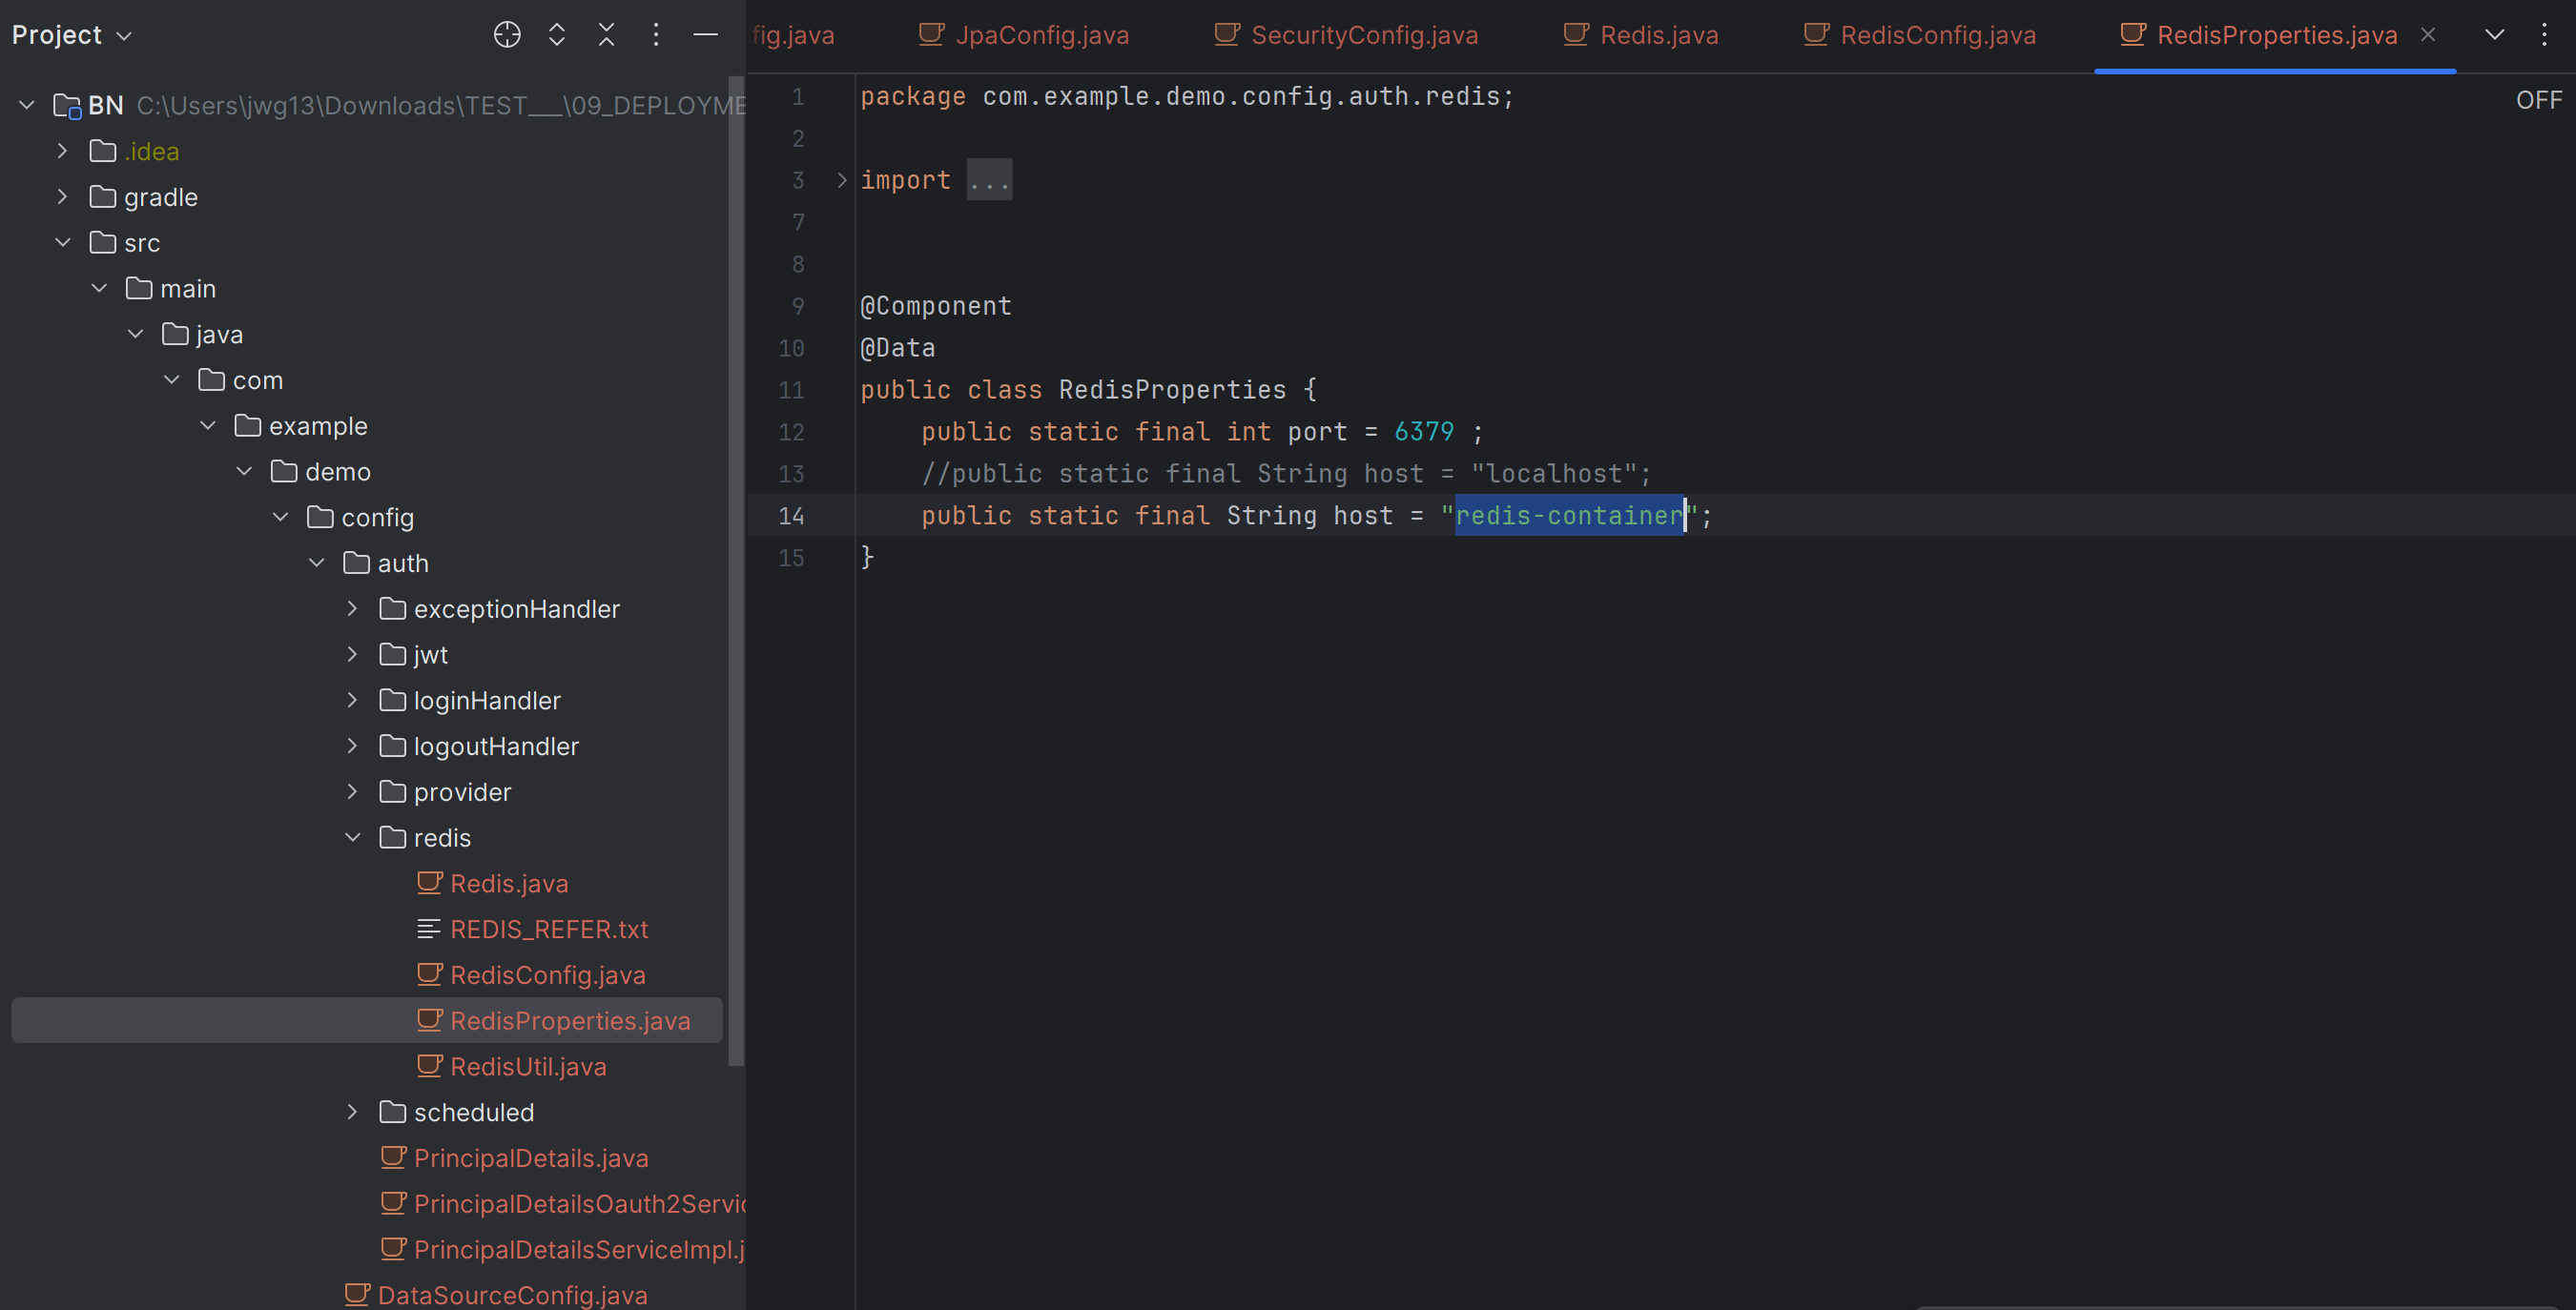 Project
BN C:\Users\jwg13\Downloads\TEST___\09_DEPLOYME
.idea
gradle
src
main
java
com
example
demo
config
auth
exceptionHandler
jwt
loginHandler
logoutHandler
provider
redis
Redis.java
REDIS_REFER.txt
RedisConfig.java
RedisProperties.java
RedisUtil.java
scheduled
PrincipalDetails.java
PrincipalDetailsOauth2Servic
PrincipalDetailsServiceImpl.j
DataSourceConfig.java
fig.java JpaConfig.java SecurityConfig.java Redis.java RedisConfig.java RedisProperties.java
OFF
1 package com.example.demo.config.auth.redis;
2
3 import ...
7
8
9 @Component
10 @Data
11 public class RedisProperties {
12 public static final int port = 6379 ;
13 //public static final String host = "localhost";
14 public static final String host = "redis-container";
15 }